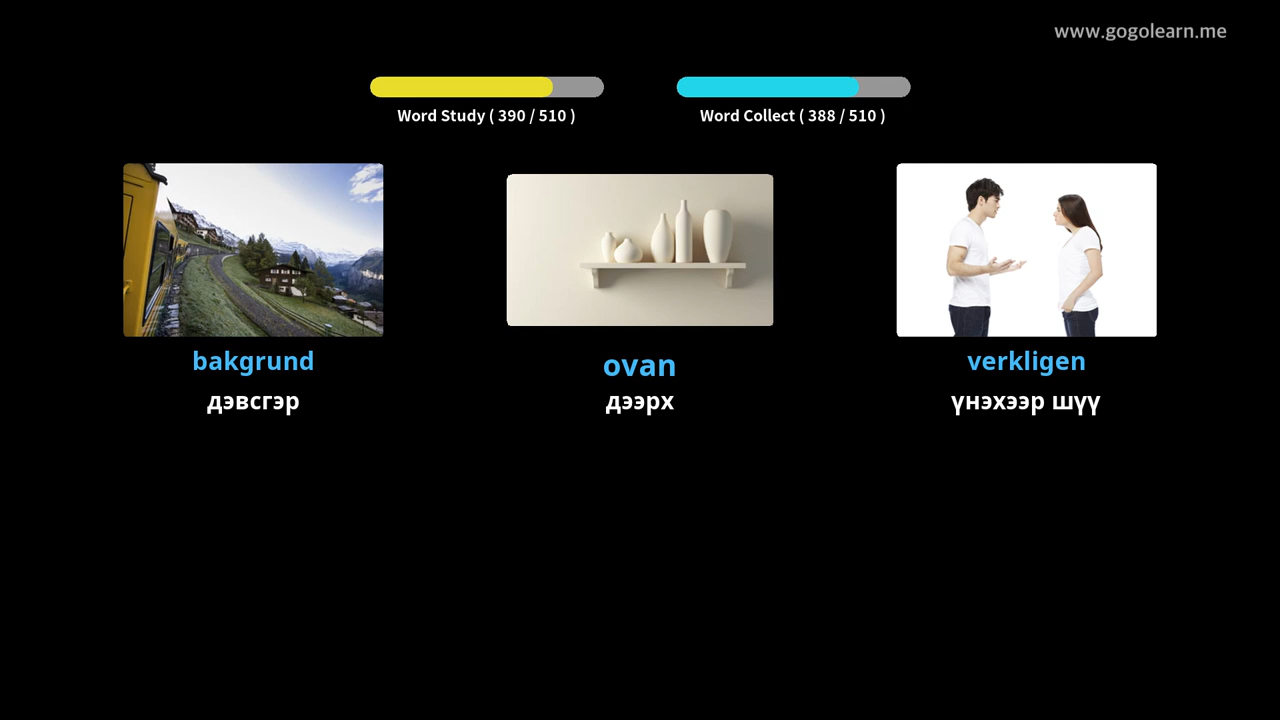 www.gogolearn.me
Word Study ( 390 / 510 )
Word Collect ( 388 / 510 )
bakgrund
дэвсгэр
ovan
дээрх
verkligen
үнэхээр шүү